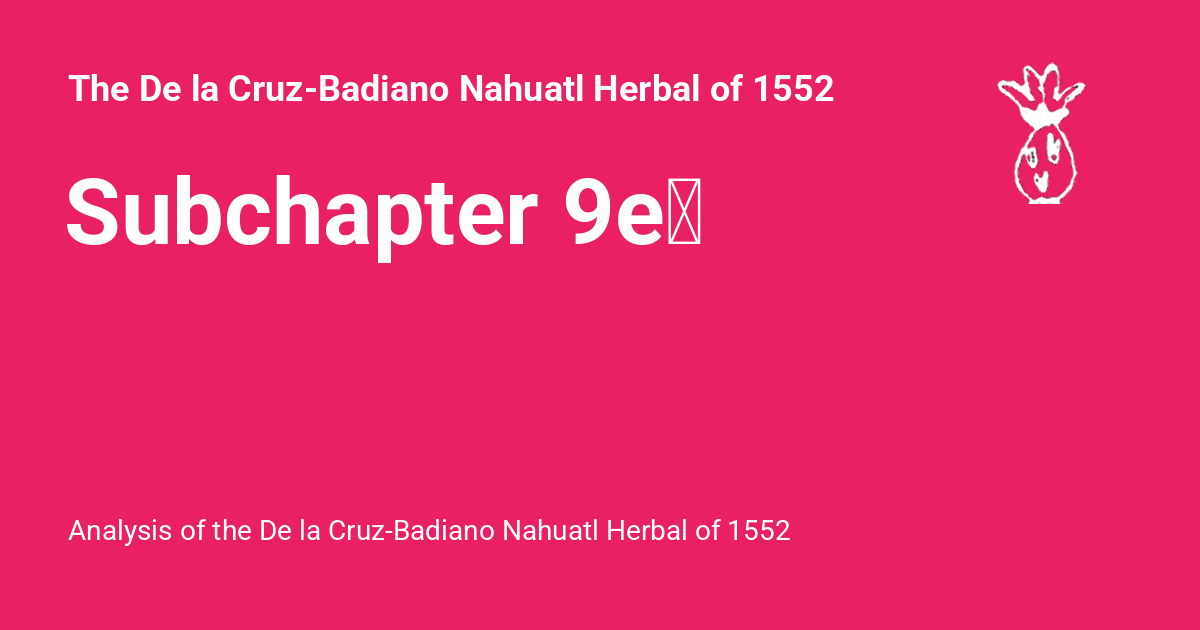 The De la Cruz-Badiano Nahuatl Herbal of 1552
Subchapter 9e
Analysis of the De la Cruz-Badiano Nahuatl Herbal of 1552